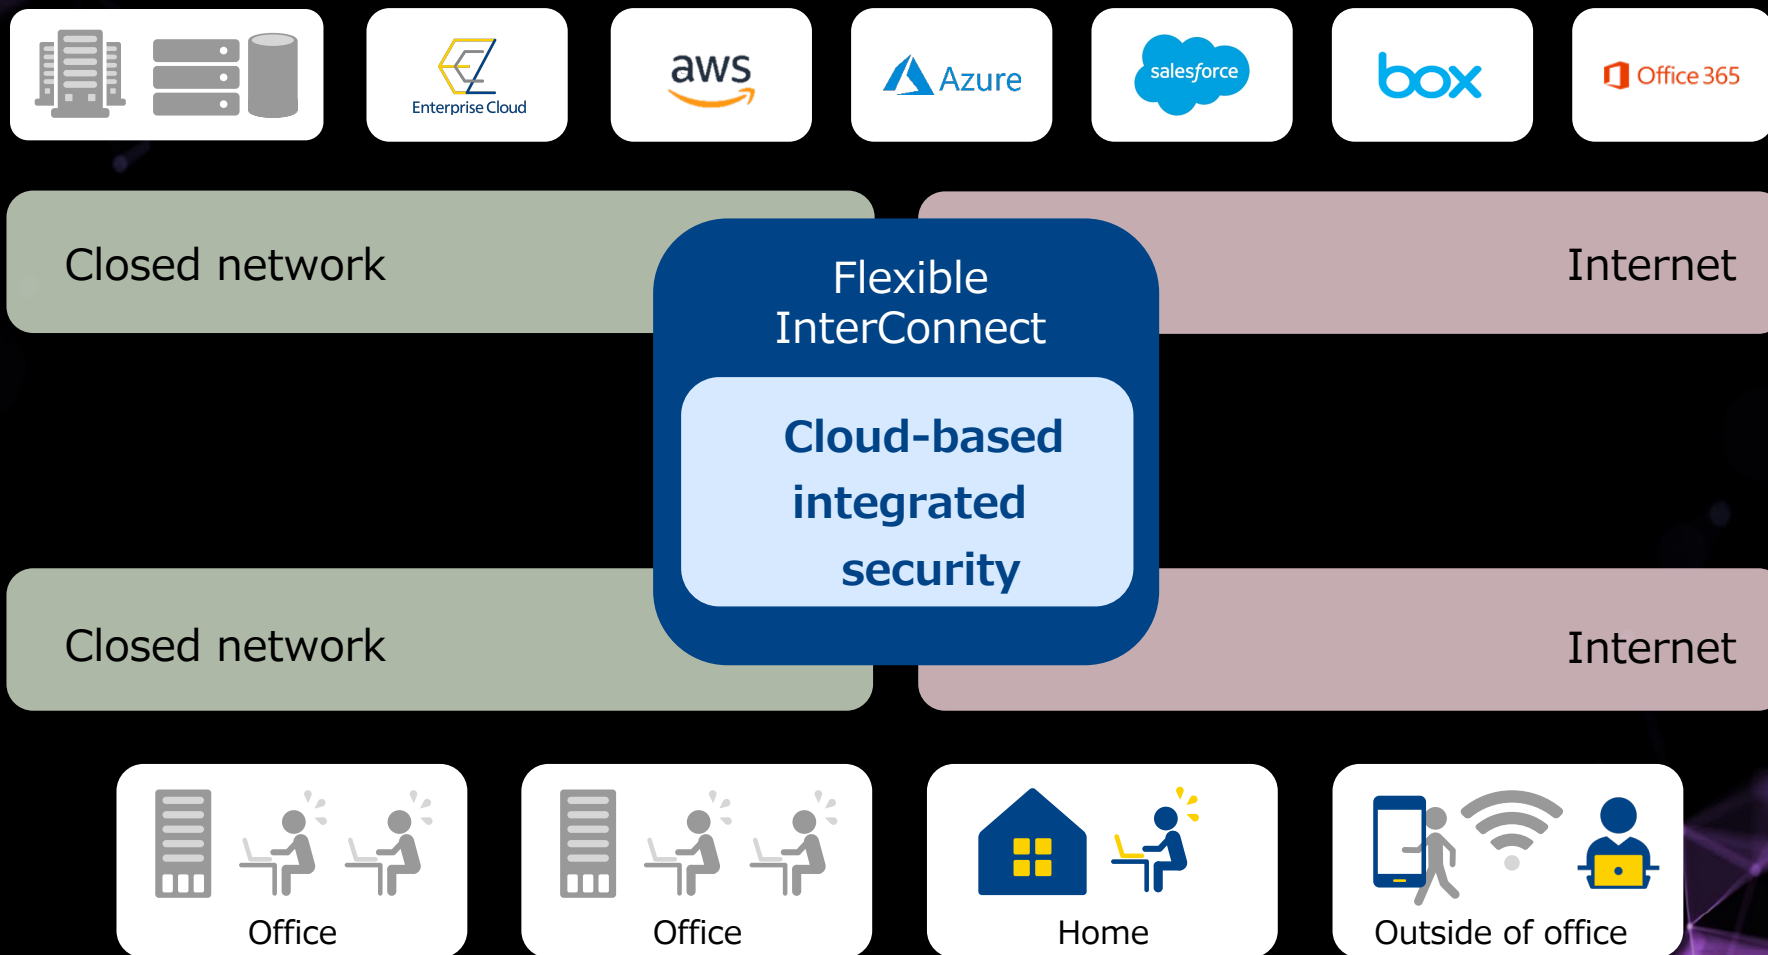 Enterprise Cloud
aws
Azure
salesforce
box
Office 365
Closed network
Flexible
InterConnect
Internet
Cloud-based
integrated
security
Closed network
Internet
Office
Office
Home
Outside of office